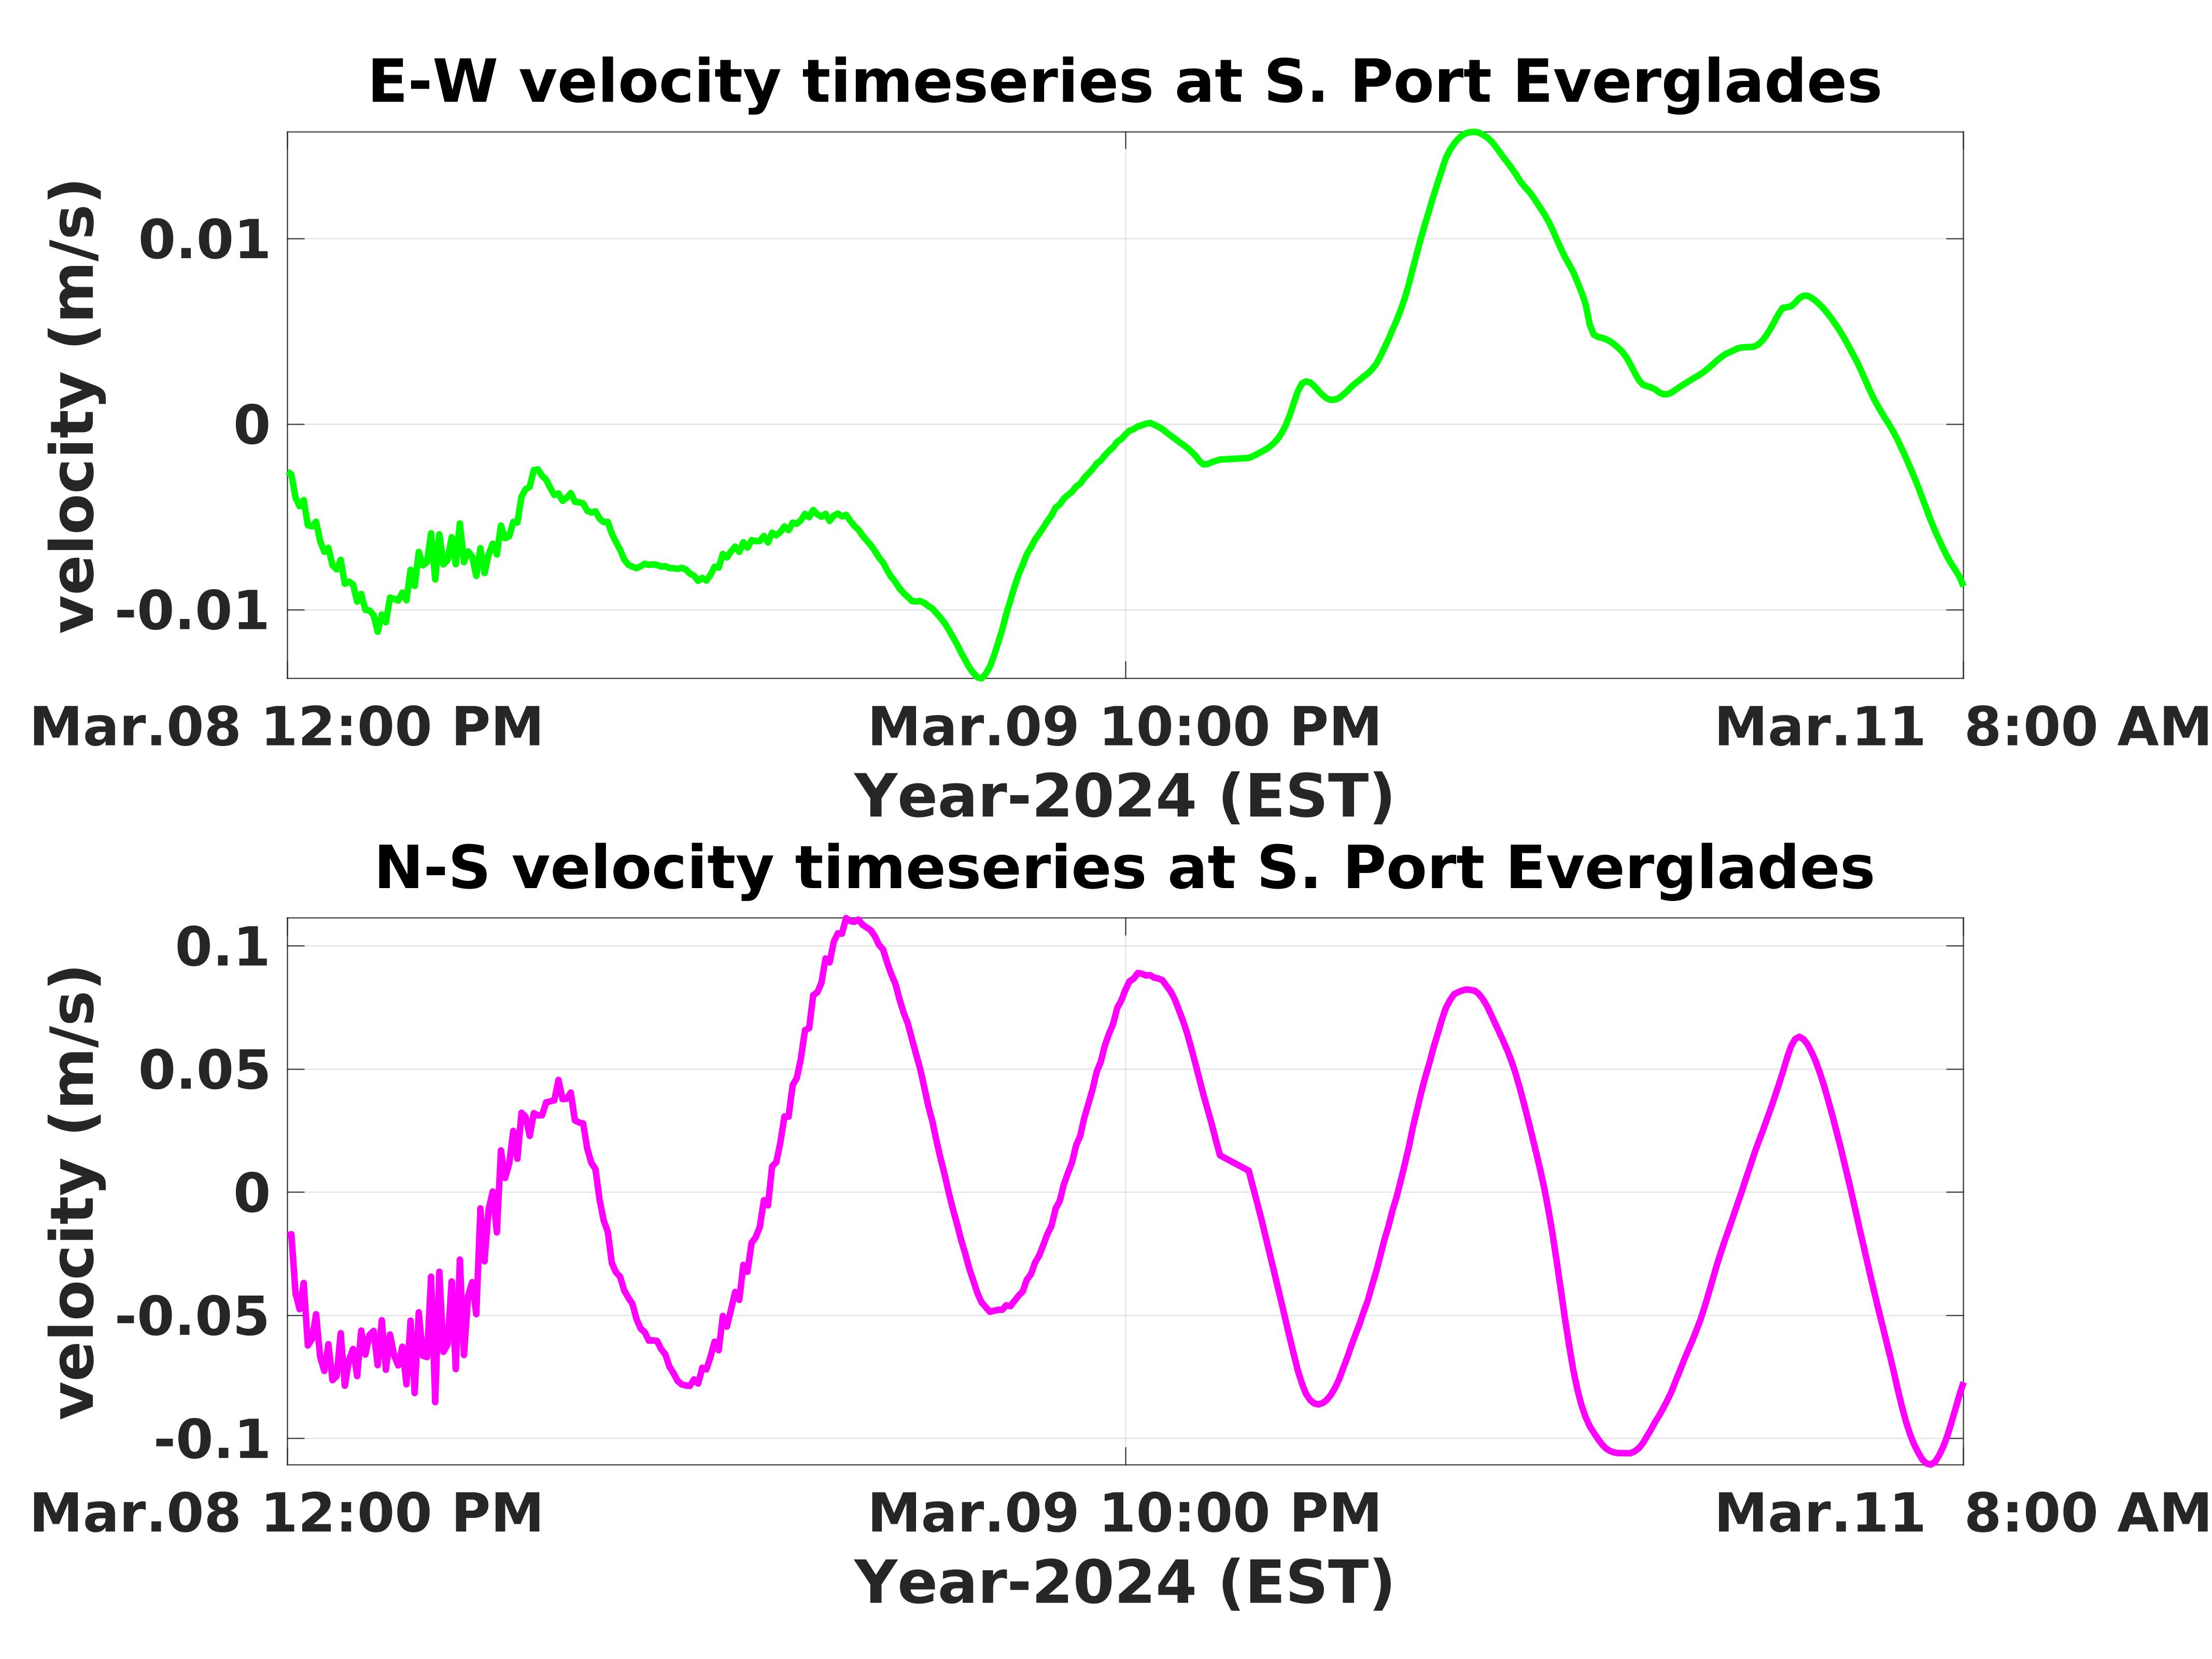 E-W velocity timeseries at S. Port Everglades
velocity (m/s)
0.01
0
-0.01
Mar.08 12:00 PM Mar.09 10:00 PM Mar.11  8:00 AM
Year-2024 (EST)
N-S velocity timeseries at S. Port Everglades
velocity (m/s)
0.1
0.05
0
-0.05
-0.1
Mar.08 12:00 PM Mar.09 10:00 PM Mar.11  8:00 AM
Year-2024 (EST)